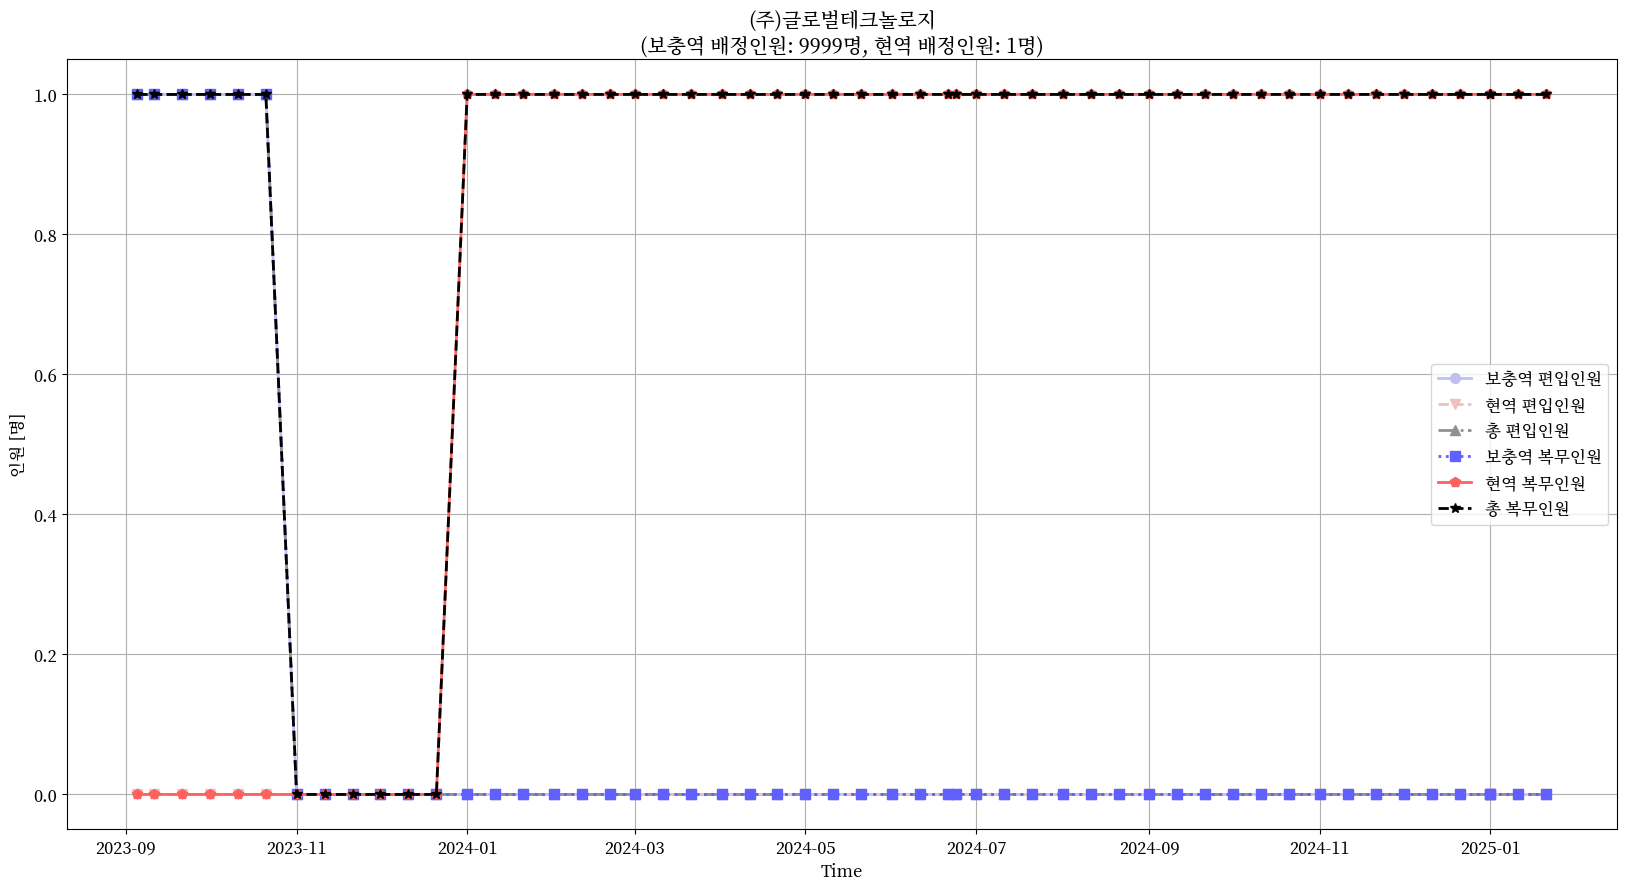 (주)글로벌테크놀로지
(보충역 배정인원: 9999명, 현역 배정인원: 1명)
인원 [명]
1.0
0.8
0.6
0.4
0.2
0.0
보충역 편입인원
현역 편입인원
총 편입인원
보충역 복무인원
현역 복무인원
총 복무인원
2023-09 2023-11 2024-01 2024-03 2024-05 2024-07 2024-09 2024-11 2025-01
Time